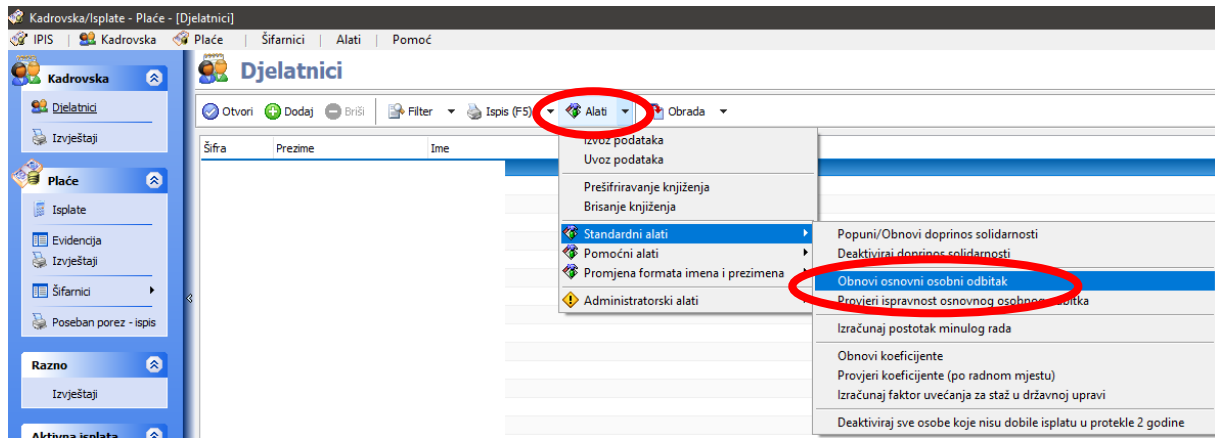 Kadrovska/Isplate - Plaće - [Djelatnici]
IPIS | Kadrovska Plaće | Šifarnici | Alati | Pomoć
Kadrovska
Djelatnici
Izvještaji
Plaće
Isplate
Evidencija
Izvještaji
Šifarnici
Poseban porez - ispis
Razno
Izvještaji
Aktivna isplata
Djelatnici
Otvori Dodaj Briši Filter Ispis (F5) Alati Obrada
Šifra Prezime Ime
Izvoz podataka
Uvoz podataka
Prešifriravanje knjiženja
Brisanje knjiženja
Standardni alati
Pomoćni alati
Promjena formata imena i prezimena
Administratorski alati
Popuni/Obnovi doprinos solidarnosti
Deaktiviraj doprinos solidarnosti
Obnovi osnovni osobni odbitak
Provjeri ispravnost osnovnog osobnog odbitka
Izračunaj postotak minulog rada
Obnovi koeficijente
Provjeri koeficijente (po radnom mjestu)
Izračunaj faktor uvećanja za staž u državnoj upravi
Deaktiviraj sve osobe koje nisu dobile isplatu u protekle 2 godine